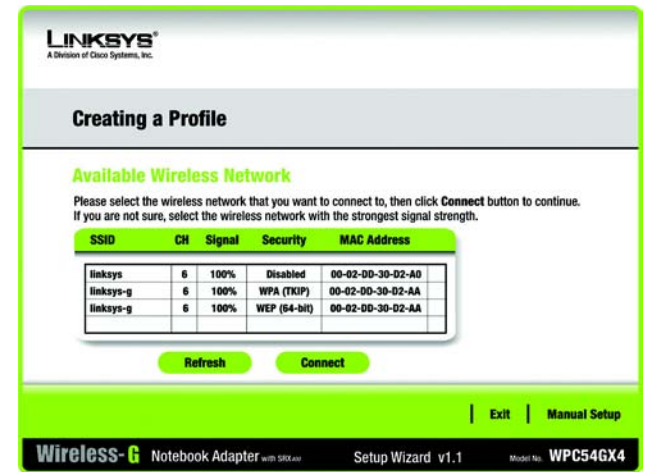 LINKSYS®
A Division of Cisco Systems, Inc.
Creating a Profile
Available Wireless Network
Please select the wireless network that you want to connect to, then click Connect button to continue.
If you are not sure, select the wireless network with the strongest signal strength.
SSID CH Signal Security MAC Address
linksys 6 100% Disabled 00-02-DD-30-D2-A0
linksys-g 6 100% WPA (TKIP) 00-02-DD-30-D2-AA
linksys-g 6 100% WEP (64-bit) 00-02-DD-30-D2-AA
Refresh Connect
Exit Manual Setup
Wireless-G Notebook Adapter with SRX400 Setup Wizard v1.1 Model No. WPC54GX4